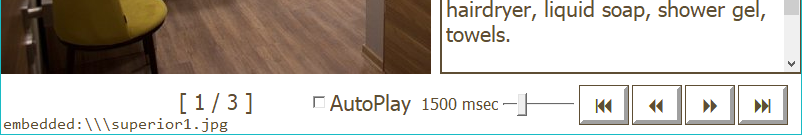 hairdryer, liquid soap, shower gel,
towels.
[ 1 / 3 ]
AutoPlay
1500 msec
embedded:\\\superior1.jpg